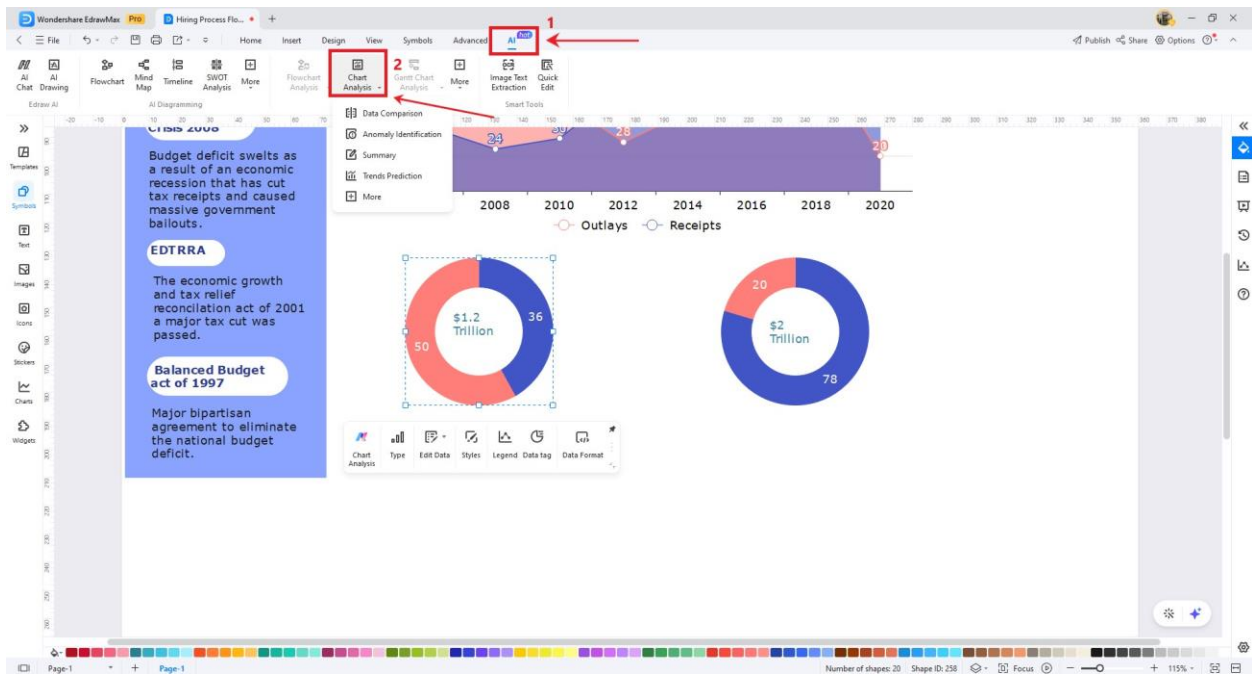 Wondershare EdrawMax Pro Hiring Process Flo...
1
File Home Insert Design View Symbols Advanced AI hot Publish Share Options
2
AI Chat
AI Drawing
Flowchart
Mind Map
Timeline
SWOT Analysis
More
Flowchart Analysis
Chart Analysis
Gantt Chart Analysis
More
Image Text Extraction
Quick Edit
Edraw AI
AI Diagramming
Smart Tools
Data Comparison
Anomaly Identification
Summary
Trends Prediction
More
Templates
Symbols
Text
Images
Icons
Stickers
Charts
Widgets
Crisis 2008
Budget deficit swelts as
a result of an economic
recession that has cut
tax receipts and caused
massive government
bailouts.
EDTRRA
The economic growth
and tax relief
reconcilation act of 2001
a major tax cut was
passed.
Balanced Budget
act of 1997
Major bipartisan
agreement to eliminate
the national budget
deficit.
24
30
28
20
2008 2010 2012 2014 2016 2018 2020
Outlays Receipts
$1.2
Trillion
36
50
20
$2
Trillion
78
Chart Analysis
Type
Edit Data
Styles
Legend
Data tag
Data Format
Page-1
Page-1
Number of shapes: 20 Shape ID: 258 Focus 115%